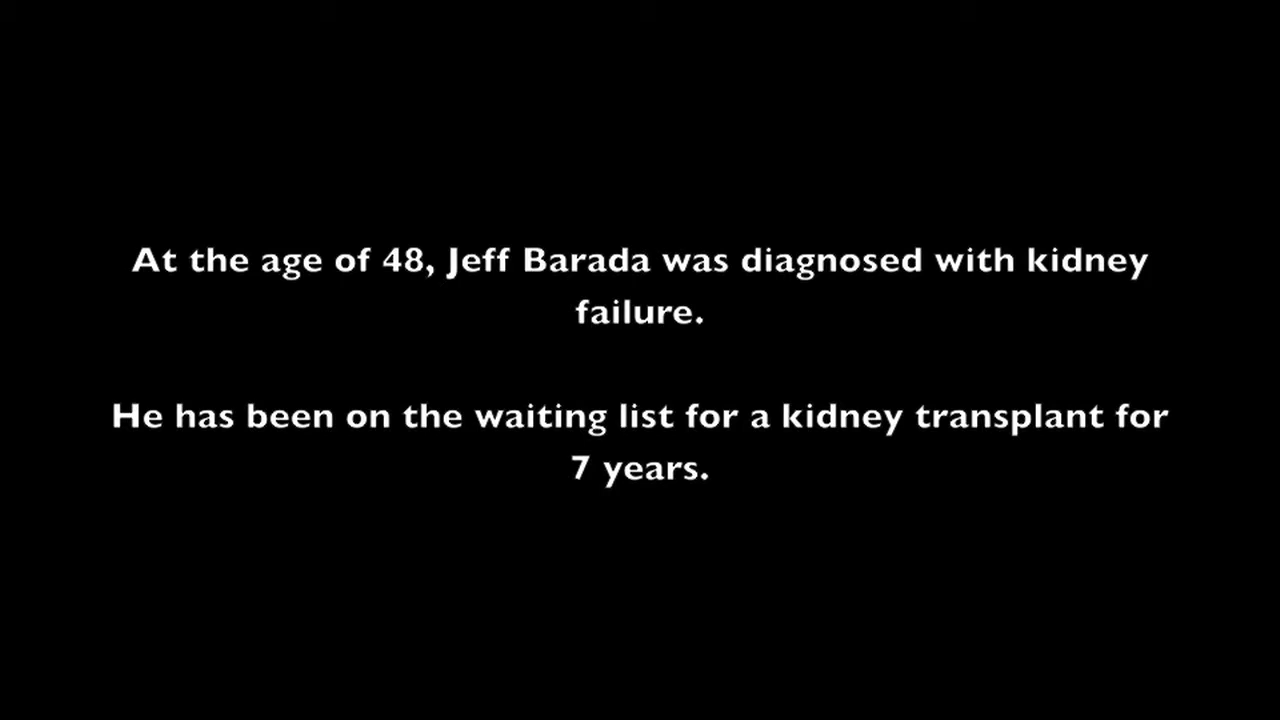 At the age of 48, Jeff Barada was diagnosed with kidney
failure.
He has been on the waiting list for a kidney transplant for
7 years.